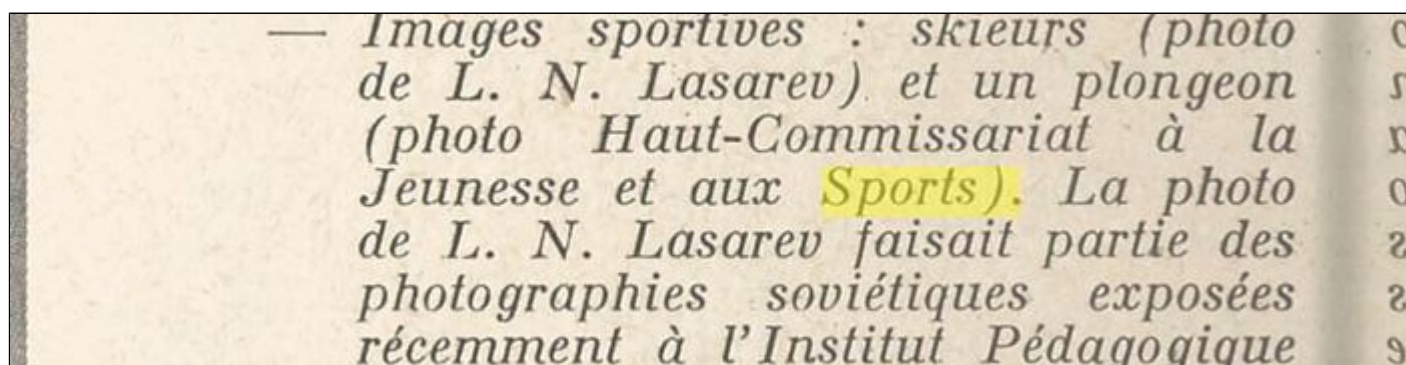 — Images sportives : skieurs (photo
de L. N. Lasarev) et un plongeon
(photo Haut-Commissariat à la
Jeunesse et aux Sports). La photo
de L. N. Lasarev faisait partie des
photographies soviétiques exposées
récemment à l'Institut Pédagogique